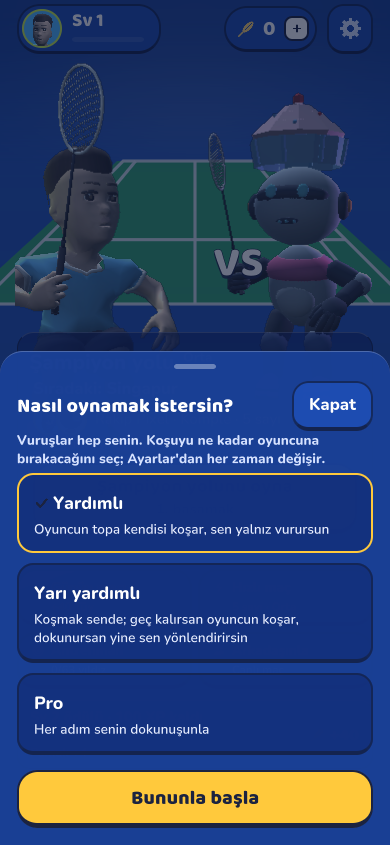 Sv 1
0
+
VS
Nasıl oynamak istersin?
Kapat
Vuruşlar hep senin. Koşuyu ne kadar oyuncuna
bırakacağını seç; Ayarlar'dan her zaman değişir.
✓ Yardımlı
Oyuncun topa kendisi koşar, sen yalnız vurursun
Yarı yardımlı
Koşmak sende; geç kalırsan oyuncun koşar,
dokunursan yine sen yönlendirirsin
Pro
Her adım senin dokunuşunla
Bununla başla